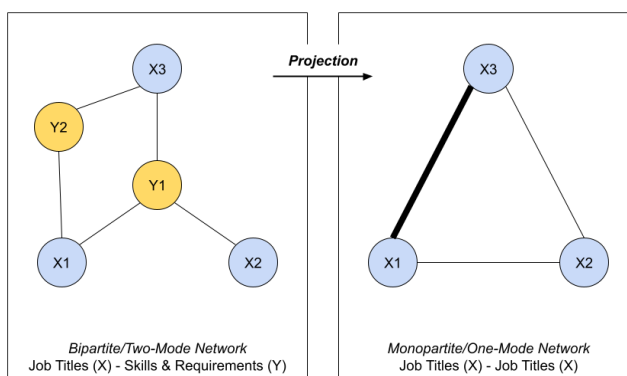 Projection
X3
Y2
Y1
X1
X2
Bipartite/Two-Mode Network
Job Titles (X) - Skills & Requirements (Y)
X3
X1
X2
Monopartite/One-Mode Network
Job Titles (X) - Job Titles (X)